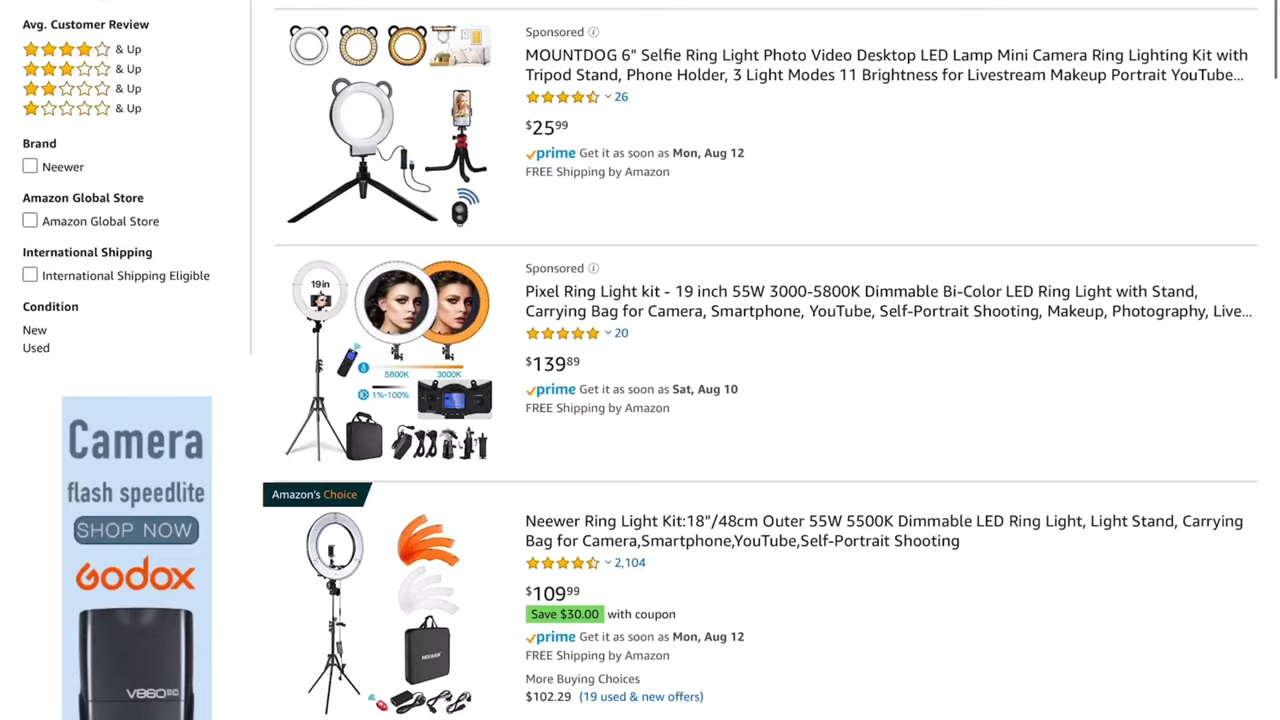 Avg. Customer Review
& Up
& Up
& Up
& Up
Brand
Neewer
Amazon Global Store
Amazon Global Store
International Shipping
International Shipping Eligible
Condition
New
Used
Camera
flash speedlite
SHOP NOW
Godox
V860
Sponsored
MOUNTDOG 6" Selfie Ring Light Photo Video Desktop LED Lamp Mini Camera Ring Lighting Kit with
Tripod Stand, Phone Holder, 3 Light Modes 11 Brightness for Livestream Makeup Portrait YouTube...
26
$2599
prime Get it as soon as Mon, Aug 12
FREE Shipping by Amazon
19in
5800K 3000K
1%-100%
Sponsored
Pixel Ring Light kit - 19 inch 55W 3000-5800K Dimmable Bi-Color LED Ring Light with Stand,
Carrying Bag for Camera, Smartphone, YouTube, Self-Portrait Shooting, Makeup, Photography, Live...
20
$13989
prime Get it as soon as Sat, Aug 10
FREE Shipping by Amazon
Amazon's Choice
NEEWER
Neewer Ring Light Kit:18"/48cm Outer 55W 5500K Dimmable LED Ring Light, Light Stand, Carrying
Bag for Camera,Smartphone,YouTube,Self-Portrait Shooting
2,104
$10999
Save $30.00 with coupon
prime Get it as soon as Mon, Aug 12
FREE Shipping by Amazon
More Buying Choices
$102.29 (19 used & new offers)